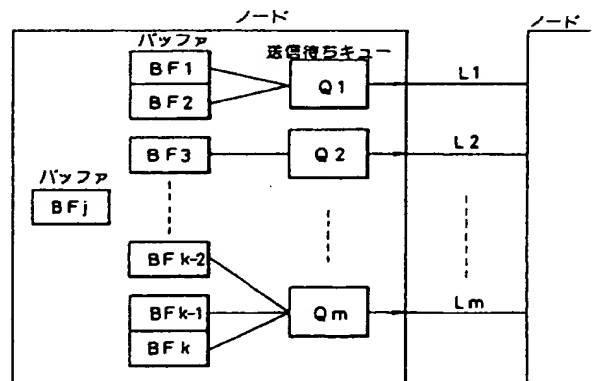 ノード
ノード
バッファ
送信待ちキュー
BF1
BF2
Q1
L1
BF3
Q2
L2
バッファ
BFj
BFk-2
BFk-1
BFk
Qm
Lm